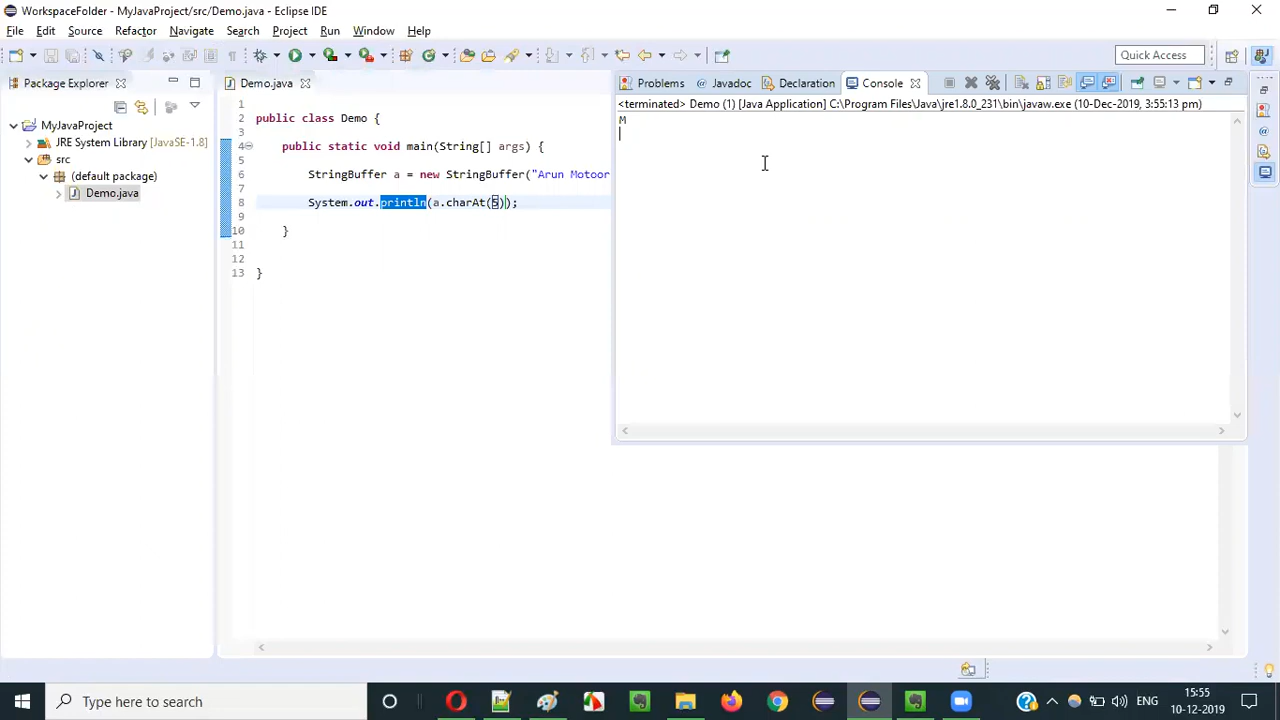 WorkspaceFolder - MyJavaProject/src/Demo.java - Eclipse IDE
File Edit Source Refactor Navigate Search Project Run Window Help
Quick Access
Package Explorer
Demo.java
Problems @ Javadoc Declaration Console
<terminated> Demo (1) [Java Application] C:\Program Files\Java\jre1.8.0_231\bin\javaw.exe (10-Dec-2019, 3:55:13 pm)
M
MyJavaProject
JRE System Library [JavaSE-1.8]
src
(default package)
Demo.java
1
2 public class Demo {
3
4 public static void main(String[] args) {
5
6 StringBuffer a = new StringBuffer("Arun Motoor
7
8 System.out.println(a.charAt(5));
9
10 }
11
12
13 }
Type here to search
ENG
15:55
10-12-2019